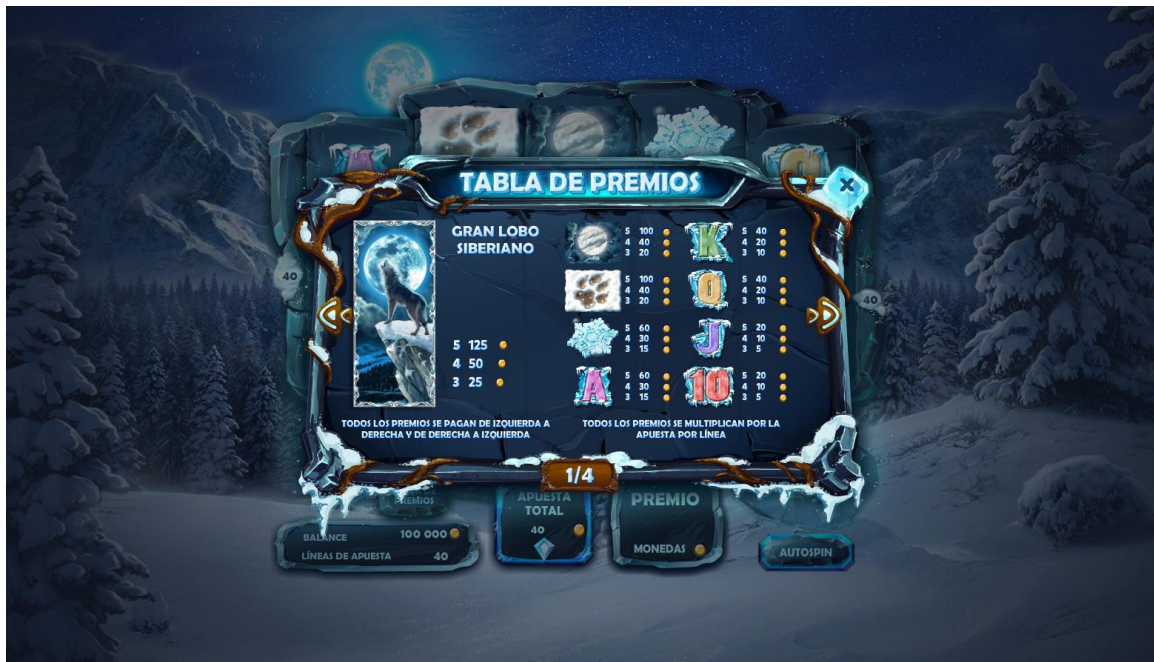 TABLA DE PREMIOS
GRAN LOBO
SIBERIANO
5 125
4 50
3 25
5 100
4 40
3 20
5 100
4 40
3 20
5 60
4 30
3 15
A
5 60
4 30
3 15
K
5 40
4 20
3 10
Q
5 40
4 20
3 10
J
5 20
4 10
3 5
10
5 20
4 10
3 5
TODOS LOS PREMIOS SE PAGAN DE IZQUIERDA A
DERECHA Y DE DERECHA A IZQUIERDA
TODOS LOS PREMIOS SE MULTIPLICAN POR LA
APUESTA POR LÍNEA
1/4
40
40
PREMIOS
BALANCE 100 000
LÍNEAS DE APUESTA 40
APUESTA
TOTAL
40
PREMIO
MONEDAS
AUTOSPIN